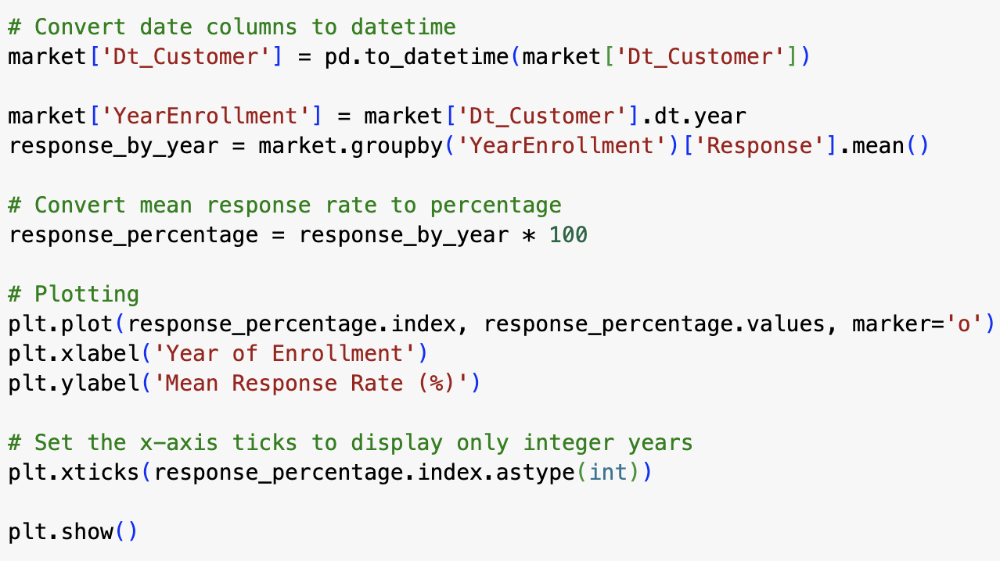 # Convert date columns to datetime
market['Dt_Customer'] = pd.to_datetime(market['Dt_Customer'])
market['YearEnrollment'] = market['Dt_Customer'].dt.year
response_by_year = market.groupby('YearEnrollment')['Response'].mean()
# Convert mean response rate to percentage
response_percentage = response_by_year * 100
# Plotting
plt.plot(response_percentage.index, response_percentage.values, marker='o')
plt.xlabel('Year of Enrollment')
plt.ylabel('Mean Response Rate (%)')
# Set the x-axis ticks to display only integer years
plt.xticks(response_percentage.index.astype(int))
plt.show()